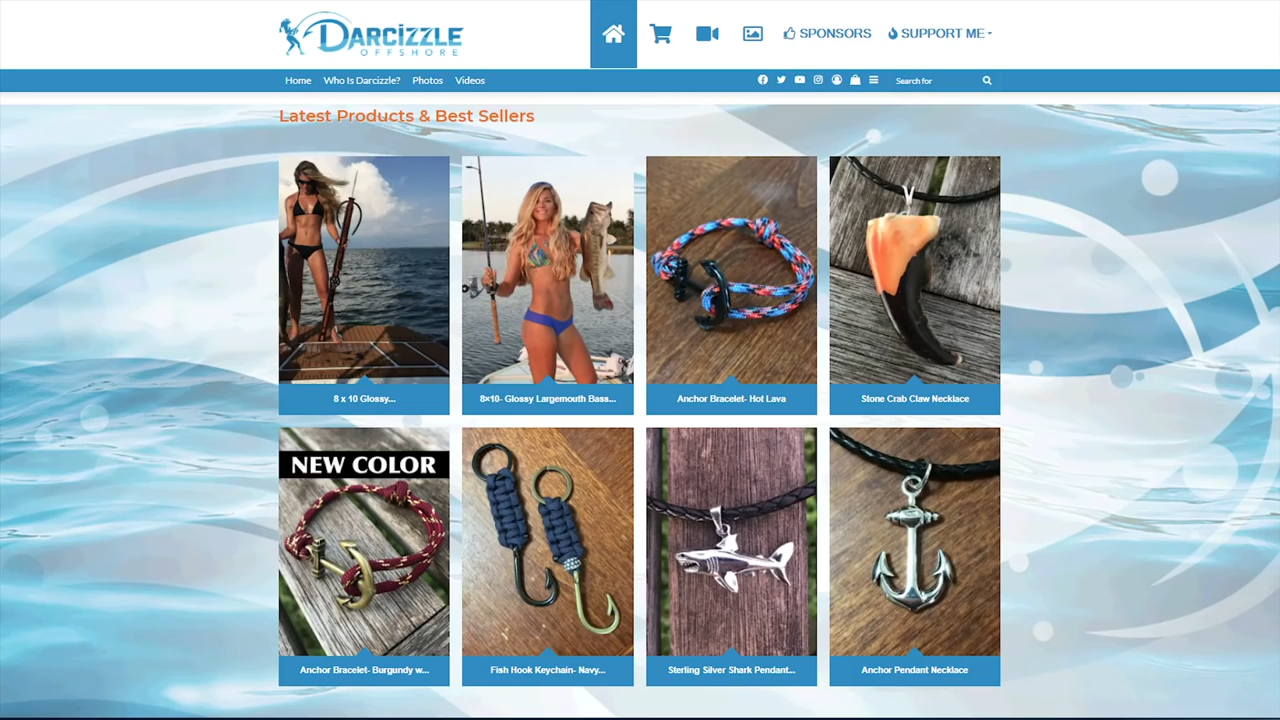 DARCIZZLE
OFFSHORE
SPONSORS
SUPPORT ME
Home
Who Is Darcizzle?
Photos
Videos
Search for
Latest Products & Best Sellers
8 x 10 Glossy...
8×10- Glossy Largemouth Bass...
Anchor Bracelet- Hot Lava
Stone Crab Claw Necklace
NEW COLOR
Anchor Bracelet- Burgundy w...
Fish Hook Keychain- Navy...
Sterling Silver Shark Pendant...
Anchor Pendant Necklace